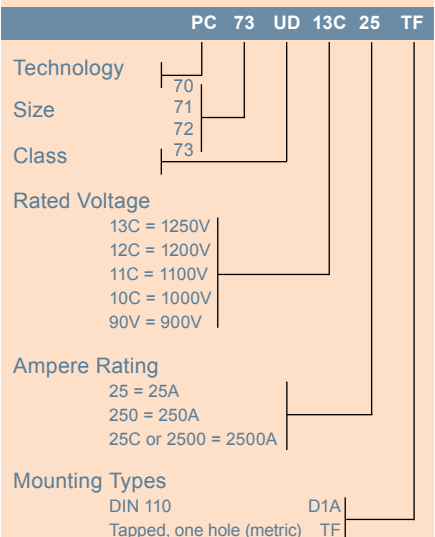 PC 73 UD 13C 25 TF
Technology
70
Size
71
72
Class
73
Rated Voltage
13C = 1250V
12C = 1200V
11C = 1100V
10C = 1000V
90V = 900V
Ampere Rating
25 = 25A
250 = 250A
25C or 2500 = 2500A
Mounting Types
DIN 110 D1A
Tapped, one hole (metric) TF